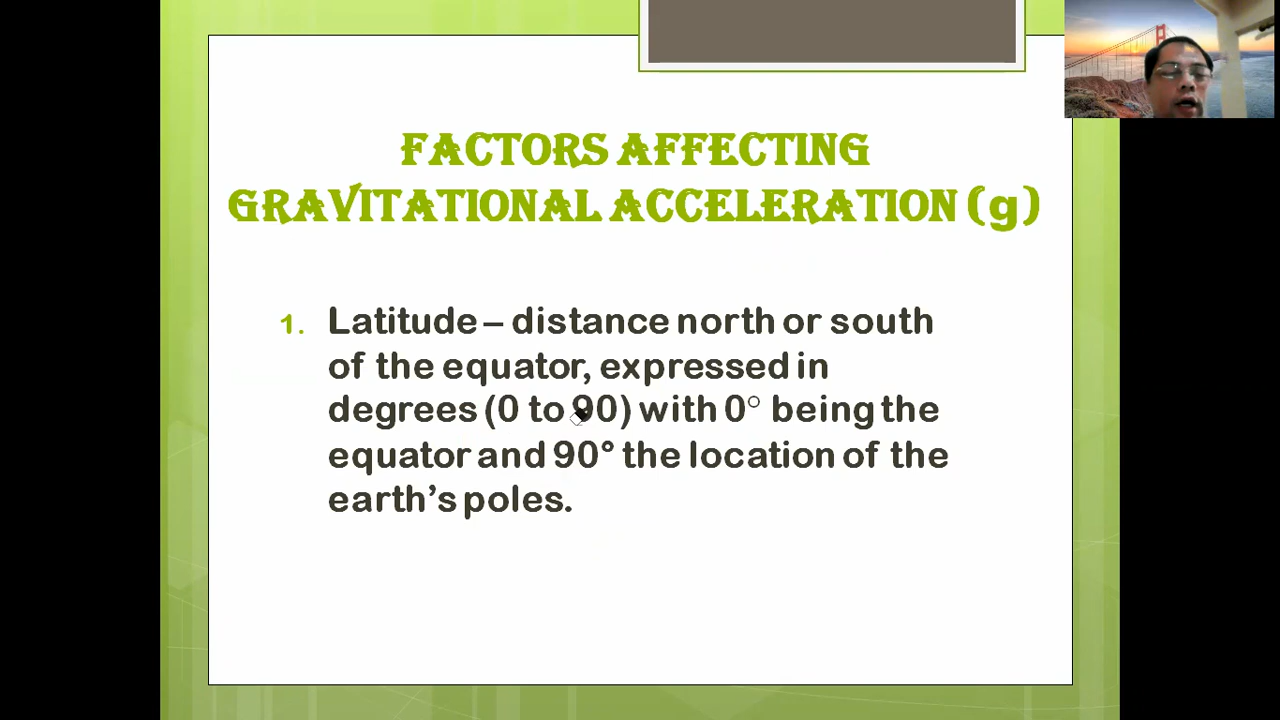 FACTORS AFFECTING
GRAVITATIONAL ACCELERATION (g)
1. Latitude – distance north or south
of the equator, expressed in
degrees (0 to 90) with 0° being the
equator and 90° the location of the
earth's poles.